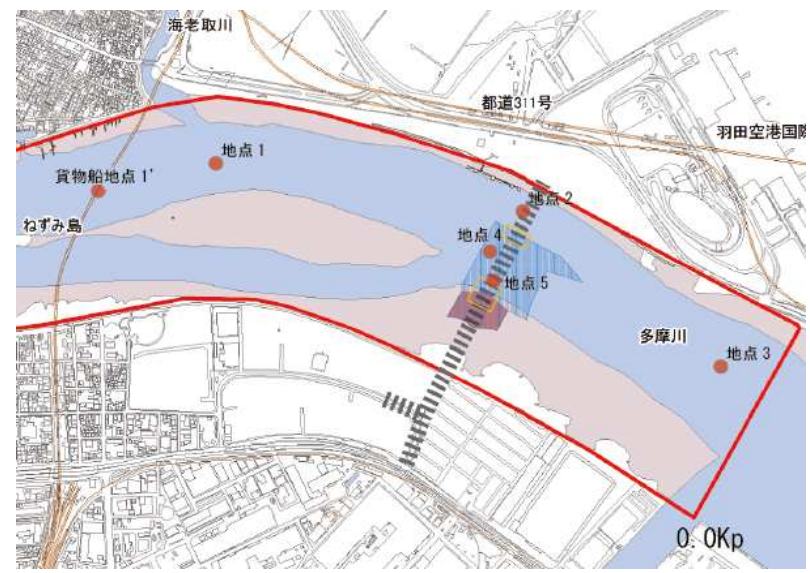 海老取川
都道311号
羽田空港国際
地点1
貨物船地点1'
地点2
ねずみ島
地点4
地点5
多摩川
地点3
0.0Kp